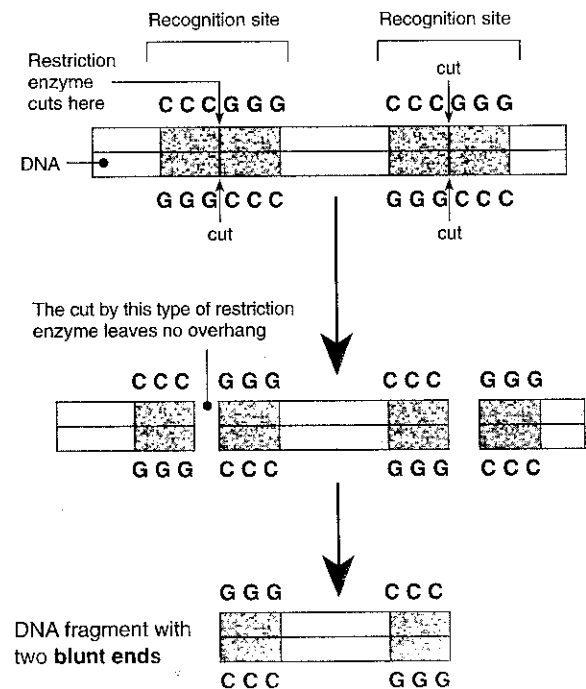 Recognition site
Recognition site
Restriction
enzyme
cuts here
cut
C C C G G G
C C C G G G
DNA
G G G C C C
G G G C C C
cut
cut
The cut by this type of restriction
enzyme leaves no overhang
C C C
G G G
C C C
G G G
G G G
C C C
G G G
C C C
G G G
C C C
DNA fragment with
two blunt ends
C C C
G G G